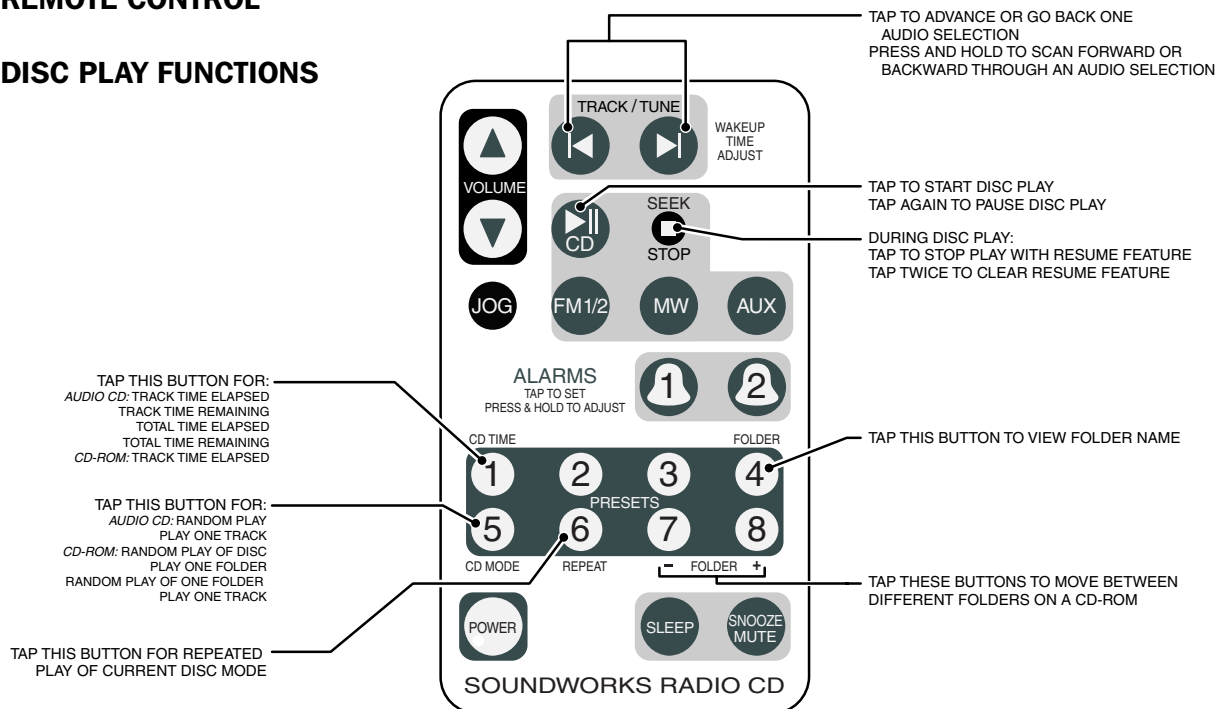 REMOTE CONTROL
DISC PLAY FUNCTIONS
TAP TO ADVANCE OR GO BACK ONE
AUDIO SELECTION
PRESS AND HOLD TO SCAN FORWARD OR
BACKWARD THROUGH AN AUDIO SELECTION
TRACK / TUNE
WAKEUP
TIME
ADJUST
VOLUME
TAP TO START DISC PLAY
TAP AGAIN TO PAUSE DISC PLAY
CD
SEEK
STOP
DURING DISC PLAY:
TAP TO STOP PLAY WITH RESUME FEATURE
TAP TWICE TO CLEAR RESUME FEATURE
JOG
FM1/2
MW
AUX
ALARMS
TAP TO SET
PRESS & HOLD TO ADJUST
1
2
TAP THIS BUTTON FOR:
AUDIO CD: TRACK TIME ELAPSED
TRACK TIME REMAINING
TOTAL TIME ELAPSED
TOTAL TIME REMAINING
CD-ROM: TRACK TIME ELAPSED
CD TIME
FOLDER
1
2
3
4
TAP THIS BUTTON TO VIEW FOLDER NAME
PRESETS
5
6
7
8
CD MODE
REPEAT
- FOLDER +
TAP THIS BUTTON FOR:
AUDIO CD: RANDOM PLAY
PLAY ONE TRACK
CD-ROM: RANDOM PLAY OF DISC
PLAY ONE FOLDER
RANDOM PLAY OF ONE FOLDER
PLAY ONE TRACK
TAP THESE BUTTONS TO MOVE BETWEEN
DIFFERENT FOLDERS ON A CD-ROM
TAP THIS BUTTON FOR REPEATED
PLAY OF CURRENT DISC MODE
POWER
SLEEP
SNOOZE
MUTE
SOUNDWORKS RADIO CD